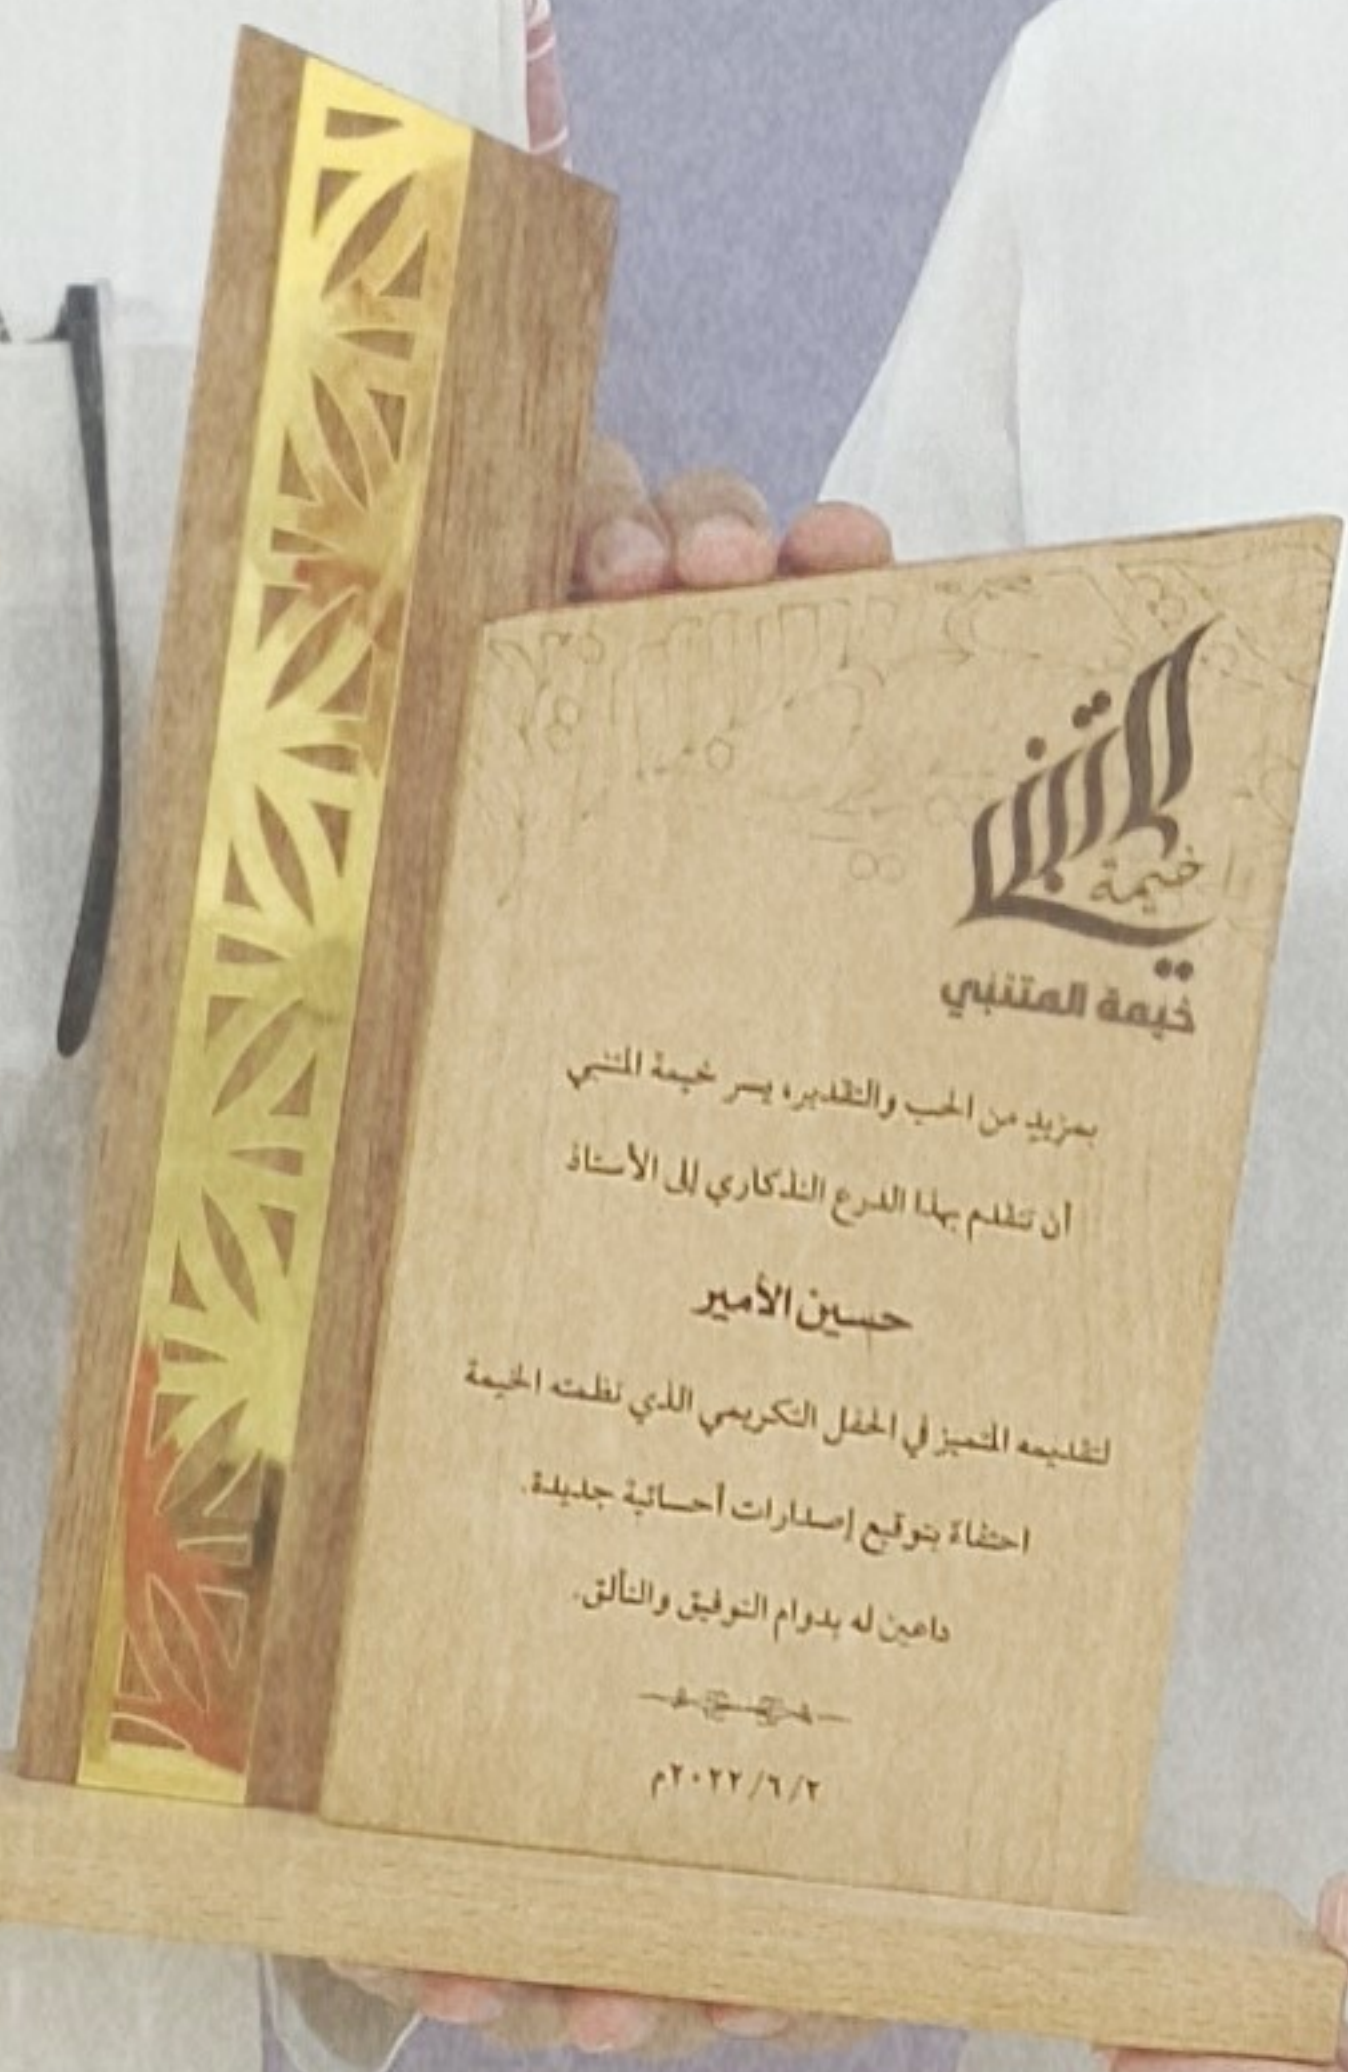 المتنبي
خيمة
خيمة المتنبي
بمزيدٍ من الحب والتقدير، يسر خيمة المتنبي
أن تتقدم بهذا الدرع التذكاري إلى الأستاذ
حسين الأمير
لتقديمه المتميز في الحفل التكريمي الذي نظمته الخيمة
احتفاءً بتوقيع إصدارات أحسائية جديدة.
داعين له بدوام التوفيق والتألق.
٢٠٢٢/٦/٢م